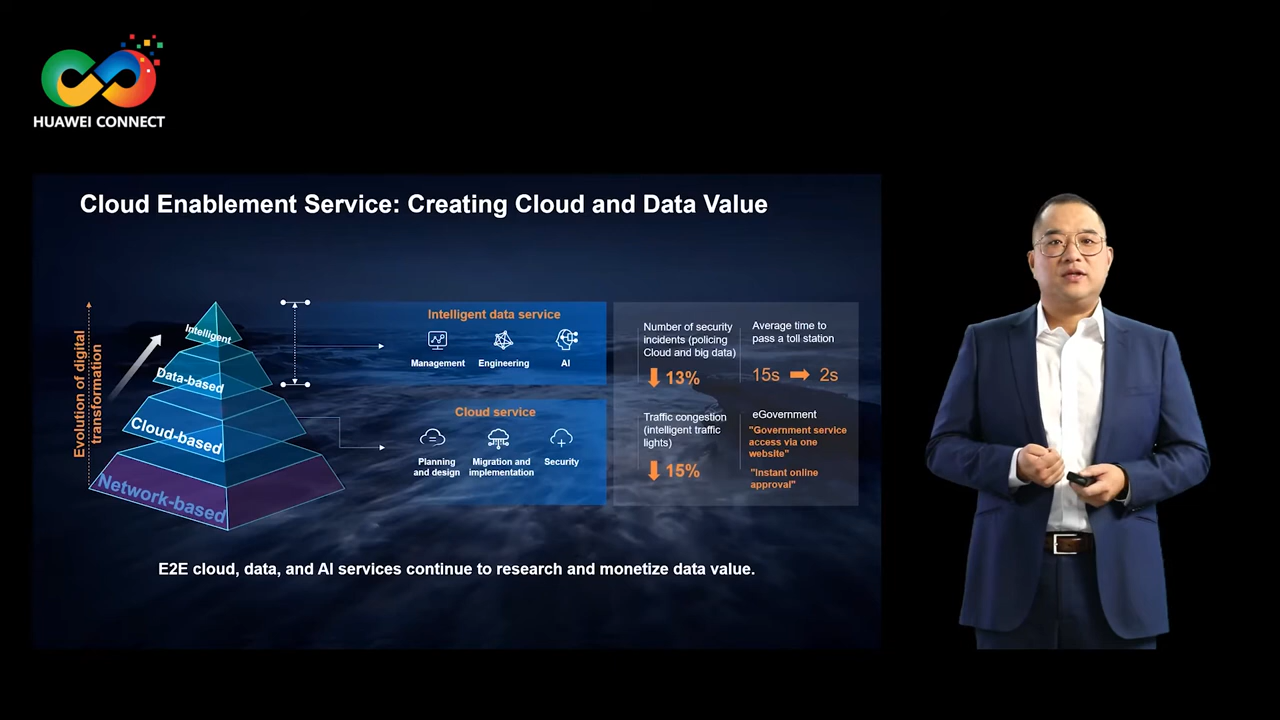 HUAWEI CONNECT
Cloud Enablement Service: Creating Cloud and Data Value
Evolution of digital
transformation
Intelligent
Data-based
Cloud-based
Network-based
Intelligent data service
Management
Engineering
AI
Cloud service
Planning
and design
Migration and
implementation
Security
Number of security
incidents (policing
Cloud and big data)
13%
Average time to
pass a toll station
15s
2s
Traffic congestion
(intelligent traffic
lights)
15%
eGovernment
"Government service
access via one
website"
"Instant online
approval"
E2E cloud, data, and AI services continue to research and monetize data value.